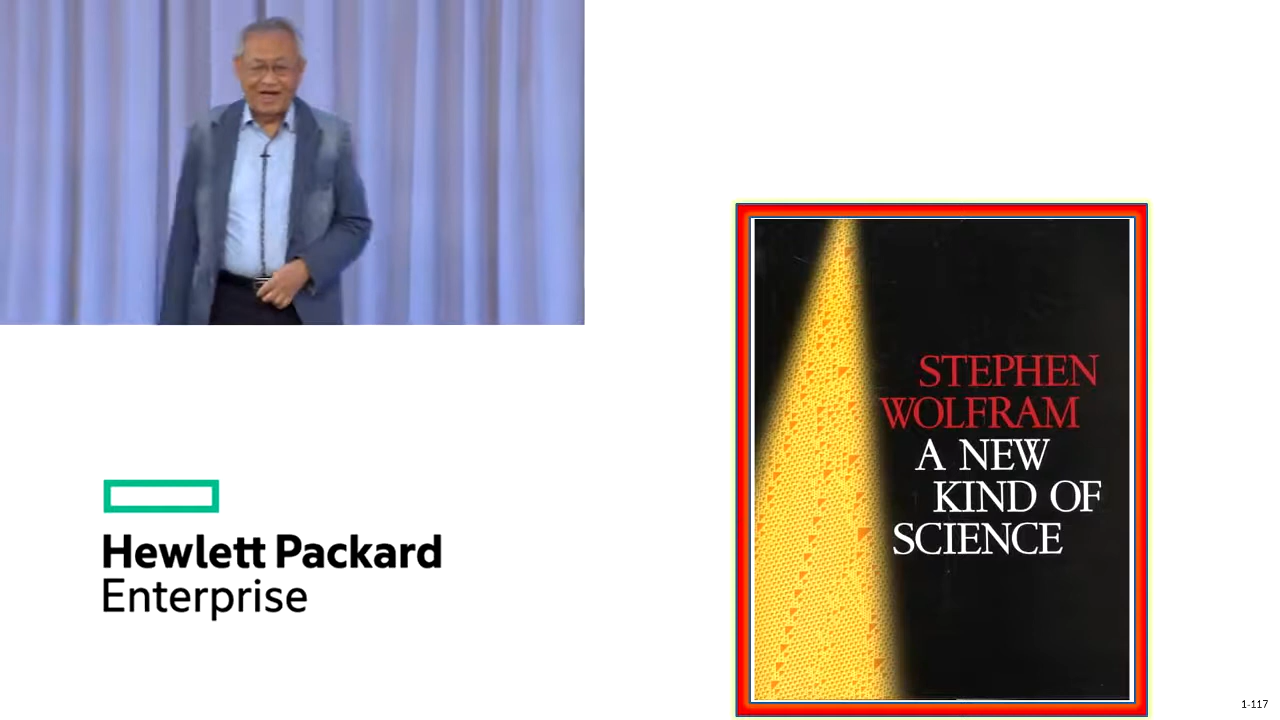 Hewlett Packard
Enterprise
STEPHEN
WOLFRAM
A NEW
KIND OF
SCIENCE
1-117